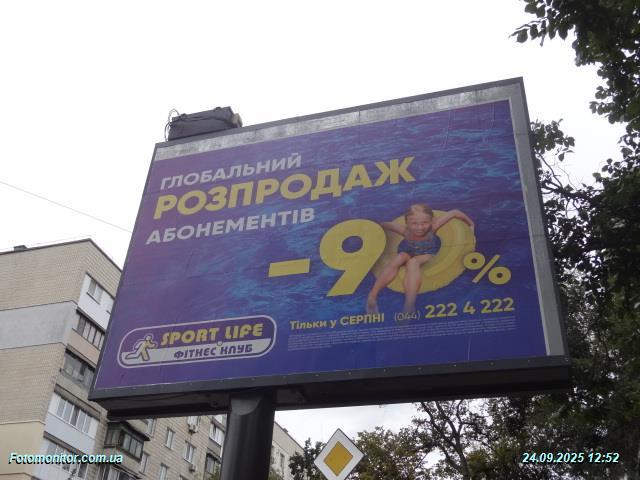 ГЛОБАЛЬНИЙ
РОЗПРОДАЖ
АБОНЕМЕНТІВ
-90%
Тільки у СЕРПНІ (044) 222 4 222
SPORT LIFE
ФІТНЕС КЛУБ
Fotomonitor.com.ua
24.09.2025 12:52